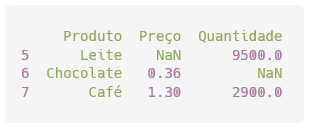 Produto Preço Quantidade
5 Leite NaN 9500.0
6 Chocolate 0.36 NaN
7 Café 1.30 2900.0